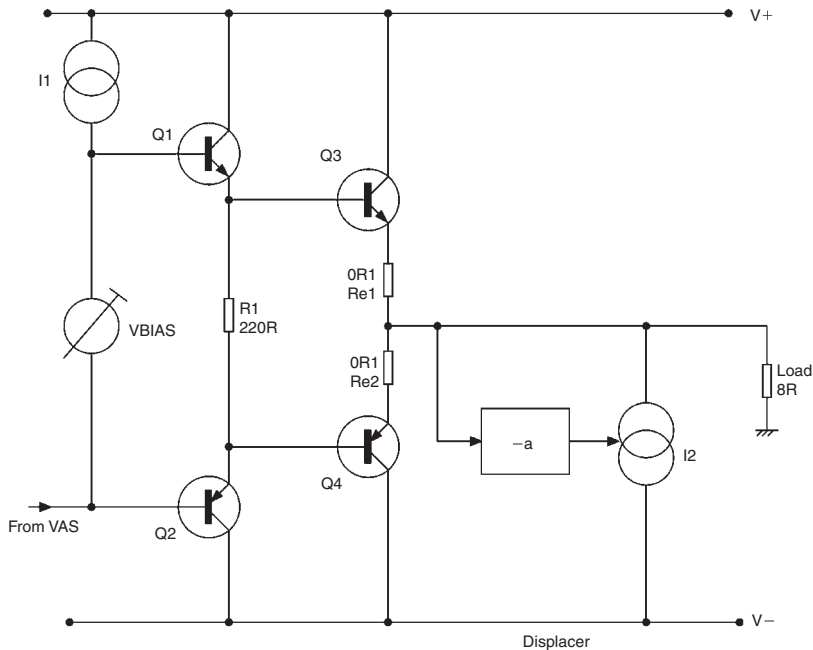 V+
I1
Q1
Q3
0R1
Re1
R1
220R
VBIAS
0R1
Re2
Load
8R
−a
I2
Q4
From VAS
Q2
V−
Displacer